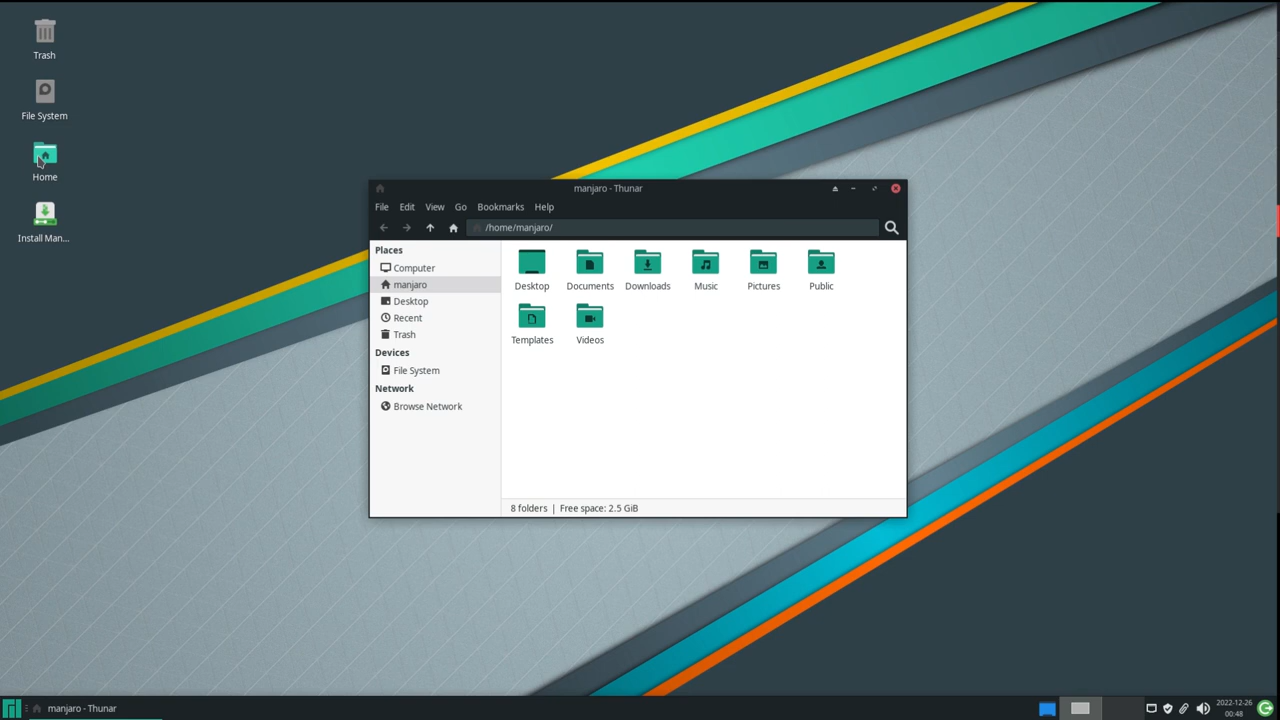 Trash
File System
Home
Install Man...
manjaro - Thunar
File Edit View Go Bookmarks Help
/home/manjaro/
Places
Computer
manjaro
Desktop
Recent
Trash
Devices
File System
Network
Browse Network
Desktop Documents Downloads Music Pictures Public
Templates Videos
8 folders | Free space: 2.5 GiB
manjaro - Thunar
2022-12-26
00:48